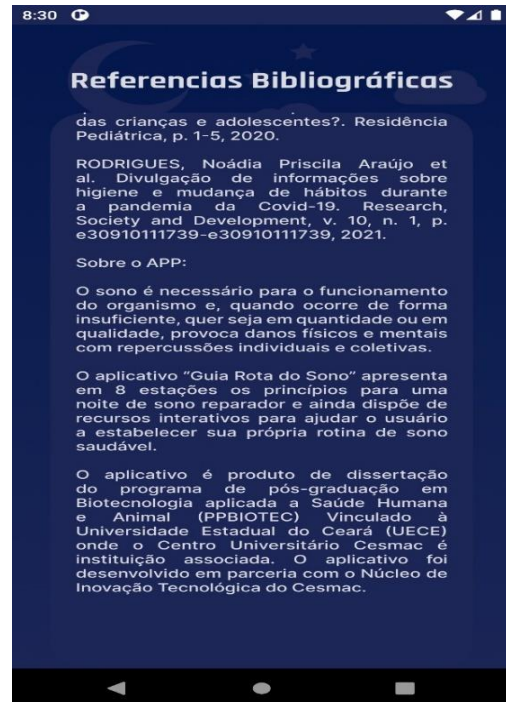 8:30
Referencias Bibliográficas
das crianças e adolescentes?. Residência
Pediátrica, p. 1-5, 2020.
RODRIGUES, Noádia Priscila Araújo et
al. Divulgação de informações sobre
higiene e mudança de hábitos durante
a pandemia da Covid-19. Research,
Society and Development, v. 10, n. 1, p.
e30910111739-e30910111739, 2021.
Sobre o APP:
O sono é necessário para o funcionamento
do organismo e, quando ocorre de forma
insuficiente, quer seja em quantidade ou em
qualidade, provoca danos físicos e mentais
com repercussões individuais e coletivas.
O aplicativo “Guia Rota do Sono” apresenta
em 8 estações os princípios para uma
noite de sono reparador e ainda dispõe de
recursos interativos para ajudar o usuário
a estabelecer sua própria rotina de sono
saudável.
O aplicativo é produto de dissertação
do programa de pós-graduação em
Biotecnologia aplicada a Saúde Humana
e Animal (PPBIOTEC) Vinculado à
Universidade Estadual do Ceará (UECE)
onde o Centro Universitário Cesmac é
instituição associada. O aplicativo foi
desenvolvido em parceria com o Núcleo de
Inovação Tecnológica do Cesmac.